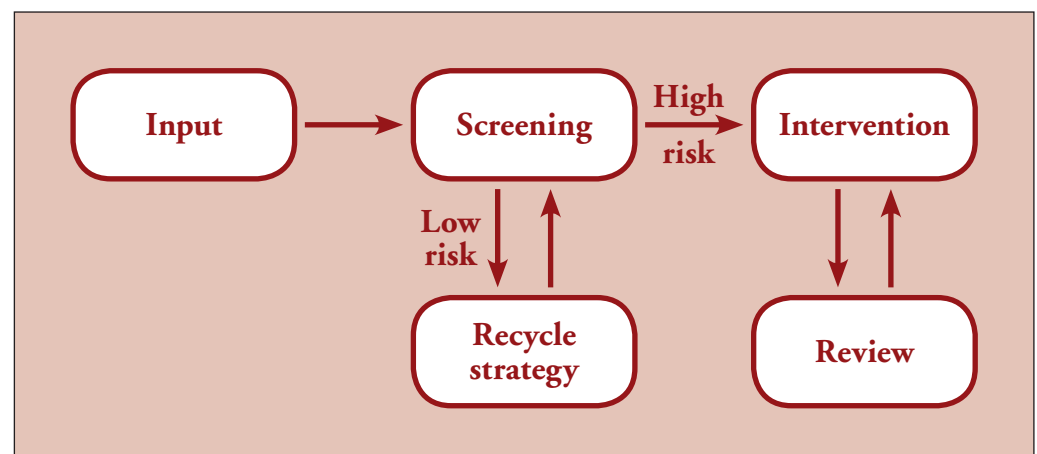 Input
Screening
High
risk
Intervention
Low
risk
Recycle
strategy
Review